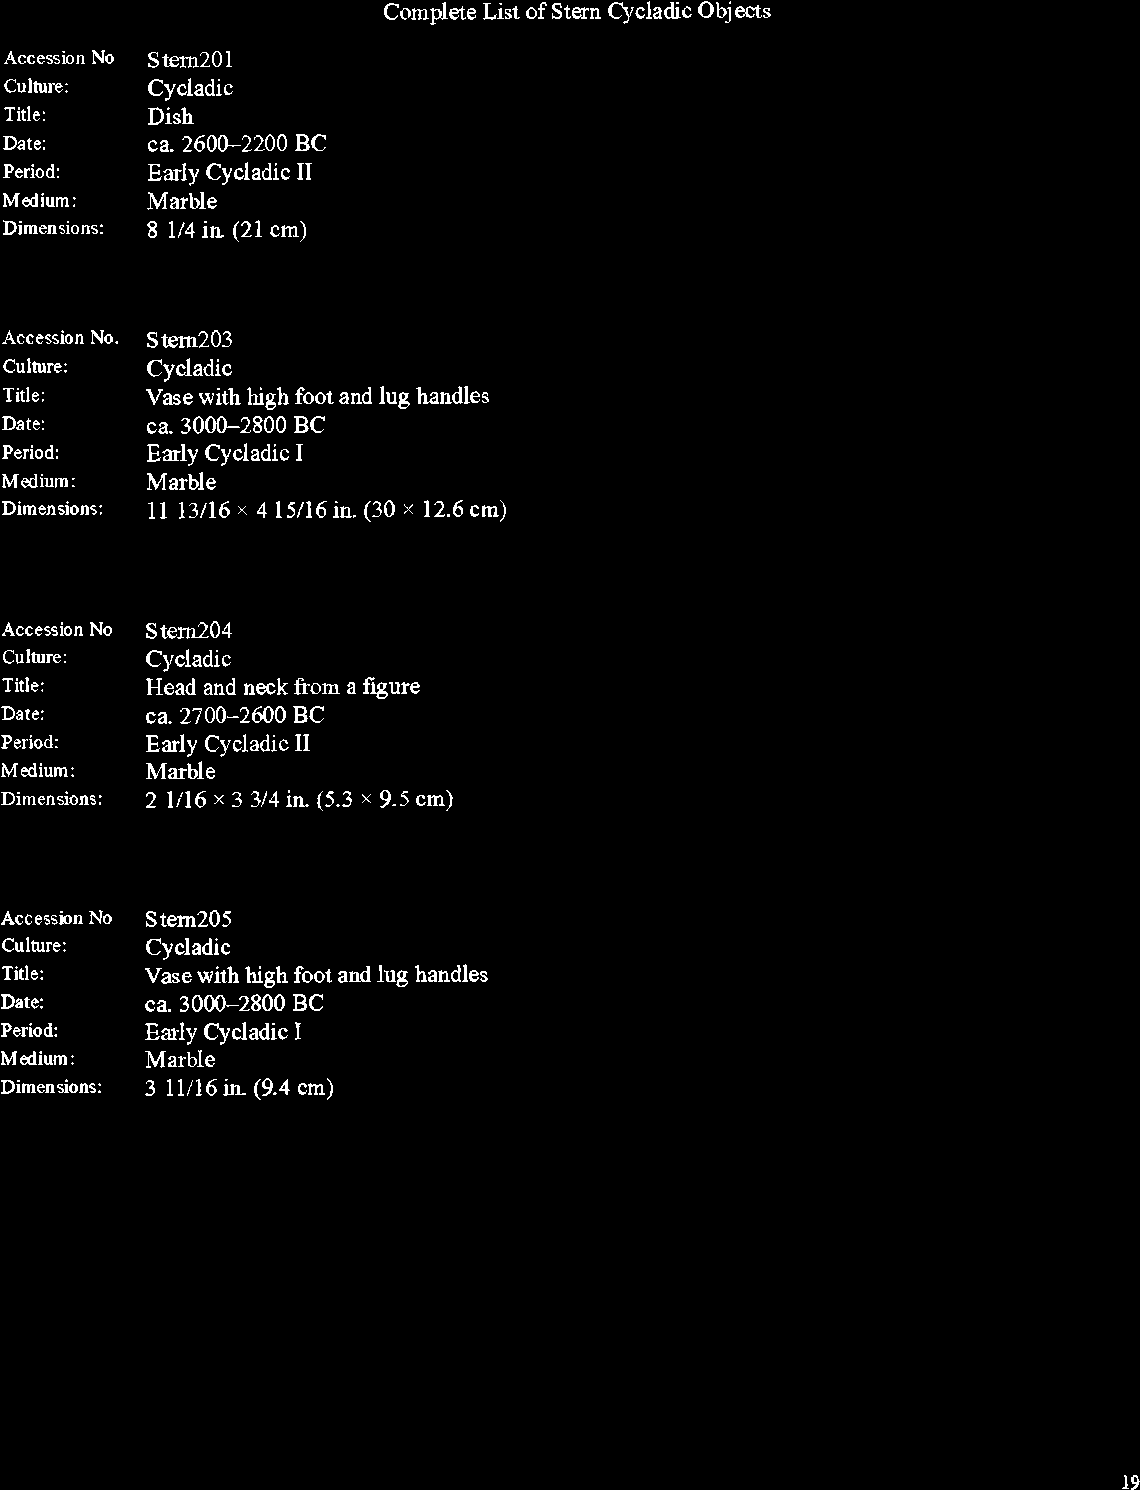 Complete List of Stern Cycladic Objects
Accession No Stern201
Culture: Cycladic
Title: Dish
Date: ca. 2600–2200 BC
Period: Early Cycladic II
Medium: Marble
Dimensions: 8 1/4 in. (21 cm)
Accession No. Stern203
Culture: Cycladic
Title: Vase with high foot and lug handles
Date: ca. 3000–2800 BC
Period: Early Cycladic I
Medium: Marble
Dimensions: 11 13/16 × 4 15/16 in. (30 × 12.6 cm)
Accession No Stern204
Culture: Cycladic
Title: Head and neck from a figure
Date: ca. 2700–2600 BC
Period: Early Cycladic II
Medium: Marble
Dimensions: 2 1/16 × 3 3/4 in. (5.3 × 9.5 cm)
Accession No Stern205
Culture: Cycladic
Title: Vase with high foot and lug handles
Date: ca. 3000–2800 BC
Period: Early Cycladic I
Medium: Marble
Dimensions: 3 11/16 in. (9.4 cm)
19